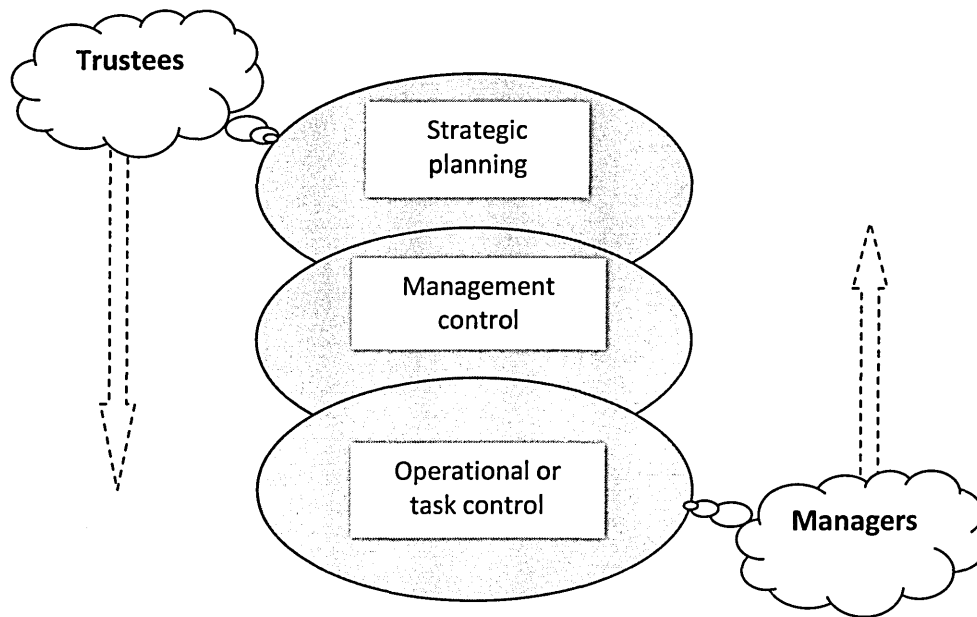 Trustees
Strategic
planning
Management
control
Operational or
task control
Managers